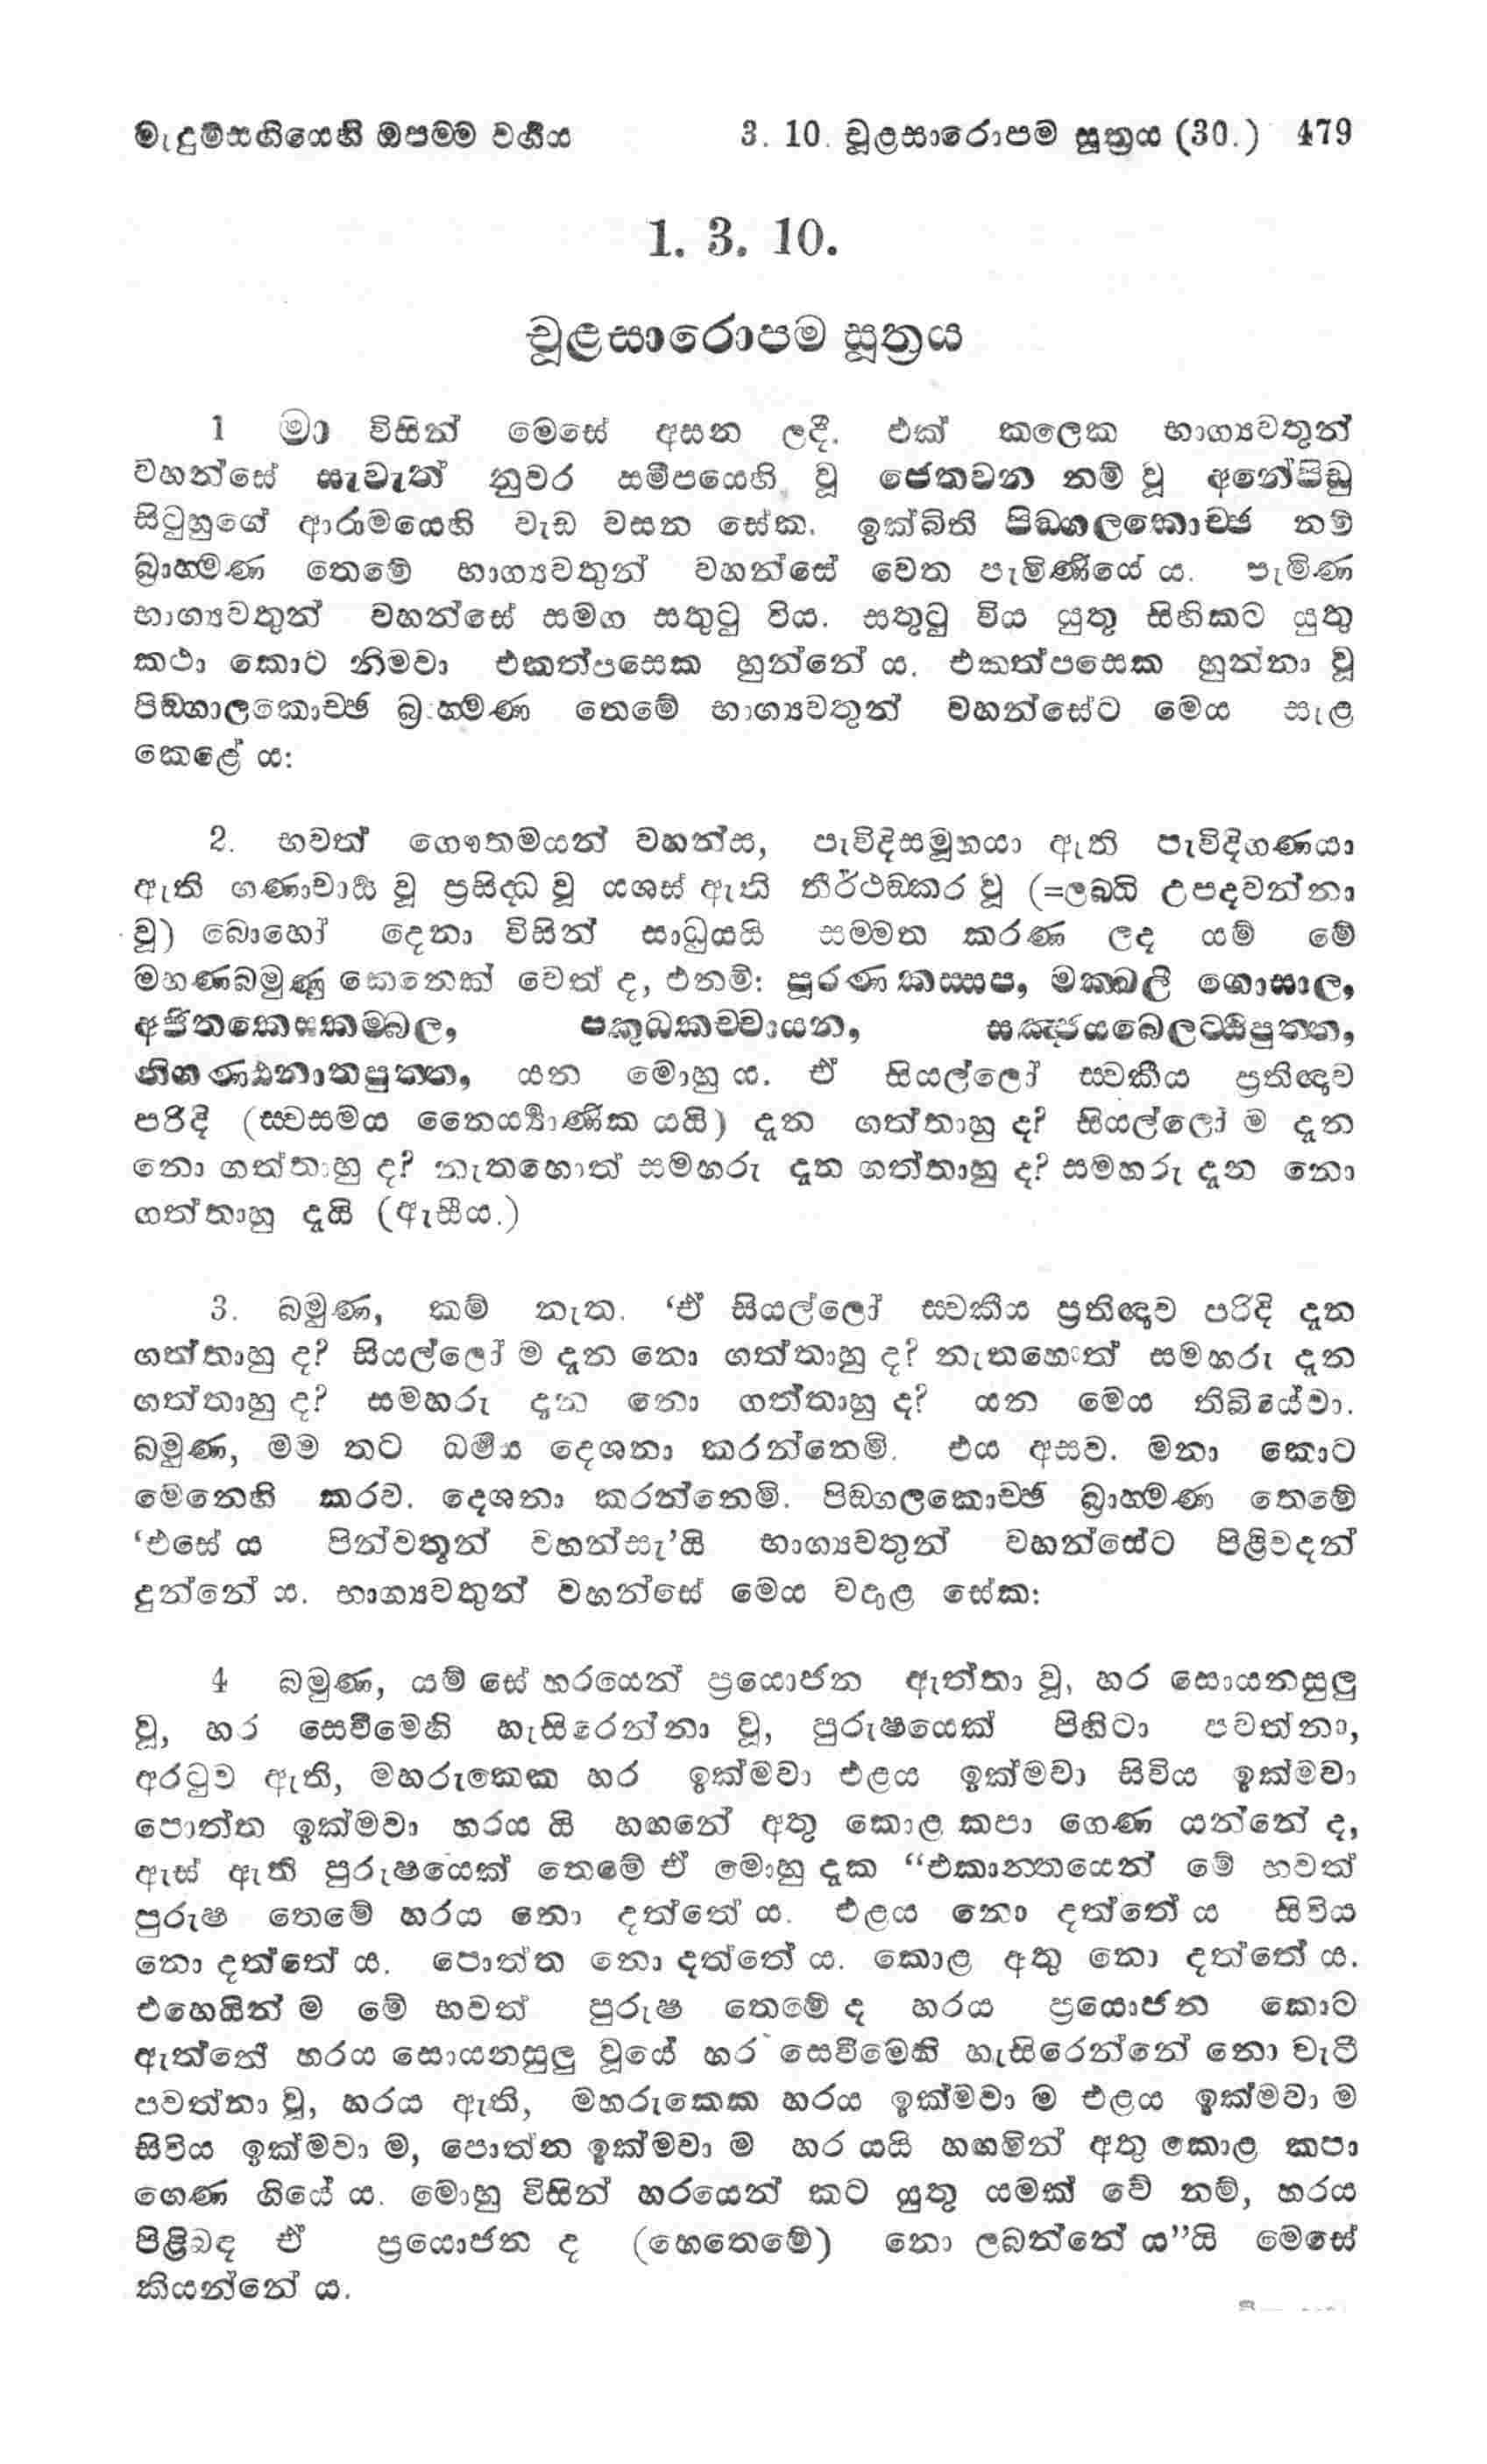 මැදුම්සඟියෙහි ඔපමම වර්‍ගය 3. 10. චූළසාරොපම සූත්‍රය (30.) 479
1. 3. 10.
චූළසාරොපම සූත්‍රය
1 මා විසින් මෙසේ අසන ලදී. එක් කලෙක භාග්‍යවතුන්
වහන්සේ සැවැත් නුවර සමීපයෙහි වූ ජෙතවන නම් වූ අනේපිඬු
සිටුහුගේ ආරාමයෙහි වැඩ වසන සේක. ඉක්බිති පිඞ්ගලකොච්ඡ නම්
බ්‍රාහ්මණ තෙමේ භාග්‍යවතුන් වහන්සේ වෙත පැමිණියේ ය. පැමිණ
භාග්‍යවතුන් වහන්සේ සමග සතුටු විය. සතුටු විය යුතු සිහිකට යුතු
කථා කොට නිමවා එකත්පසෙක හුන්නේ ය. එකත්පසෙක හුන්නා වූ
පිඞ්ගාලකොච්ඡ බ්‍රාහ්මණ තෙමේ භාග්‍යවතුන් වහන්සේට මෙය සැළ
කෙළේ ය:
2. භවත් ගෞතමයන් වහන්ස, පැවිදිසමූහයා ඇති පැවිදිගණයා
ඇති ගණාචාර්‍ය්‍ය වූ ප්‍රසිද්ධ වූ යශස් ඇති තීර්ථඞ්කර වූ (=ලබ්ධි උපදවන්නා
වූ) බොහෝ දෙනා විසින් සාධුයයි සම්මත කරණ ලද යම් මේ
මහණබමුණු කෙනෙක් වෙත් ද, එනම්: පූරණ කස්සප, මක්ඛලි ගොසාල,
අජිතකෙසකම්බල, පකුධකච්චායන, සඤ්ජයබෙලට්ඨිපුත්ත,
නිගණ්ඨනාතපුත්ත, යන මොහු ය. ඒ සියල්ලෝ ස්වකීය ප්‍රතිඥාව
පරිදි (ස්වසමය නෛර්‍ය්‍යාණික යයි) දැන ගත්තාහු ද? සියල්ලෝ ම දැන
නො ගත්තාහු ද? නැතහොත් සමහරු දැන ගත්තාහු ද? සමහරු දැන නො
ගත්තාහු දැයි (ඇසීය.)
3. බමුණ, කම් නැත. ‘ඒ සියල්ලෝ ස්වකීය ප්‍රතිඥාව පරිදි දැන
ගත්තාහු ද? සියල්ලෝ ම දැන නො ගත්තාහු ද? නැතහොත් සමහරු දැන
ගත්තාහු ද? සමහරු දැන නො ගත්තාහු ද? යන මෙය තිබියේවා.
බමුණ, මම තට ධර්‍මය දෙශනා කරන්නෙමි. එය අසව. මනා කොට
මෙනෙහි කරව. දෙශනා කරන්නෙමි. පිඞ්ගලකොච්ඡ බ්‍රාහ්මණ තෙමේ
‘එසේ ය පින්වතුන් වහන්සැ’යි භාග්‍යවතුන් වහන්සේට පිළිවදන්
දුන්නේ ය. භාග්‍යවතුන් වහන්සේ මෙය වදාළ සේක:
4 බමුණ, යම් සේ හරයෙන් ප්‍රයොජන ඇත්තා වූ, හර සොයනසුලු
වූ, හර සෙවීමෙහි හැසිරෙන්නා වූ, පුරුෂයෙක් පිහිටා පවත්නා,
අරටුව ඇති, මහරුකෙක හර ඉක්මවා එළය ඉක්මවා සිවිය ඉක්මවා
පොත්ත ඉක්මවා හරය යි හඟනේ අතු කොළ කපා ගෙණ යන්නේ ද,
ඇස් ඇති පුරුෂයෙක් තෙමේ ඒ මොහු දැක “එකාන්තයෙන් මේ භවත්
පුරුෂ තෙමේ හරය නො දත්තේ ය. එළය නො දත්තේ ය සිවිය
නො දත්තේ ය. පොත්ත නො දත්තේ ය. කොළ අතු නො දත්තේ ය.
එහෙයින් ම මේ භවත් පුරුෂ තෙමේ ද හරය ප්‍රයොජන කොට
ඇත්තේ හරය සොයනසුලු වූයේ හර සෙවීමෙහි හැසිරෙන්නේ නො වැටී
පවත්නා වූ, හරය ඇති, මහරුකෙක හරය ඉක්මවා ම එළය ඉක්මවා ම
සිවිය ඉක්මවා ම, පොත්ත ඉක්මවා ම හර යයි හඟමින් අතු කොළ කපා
ගෙණ ගියේ ය. මොහු විසින් හරයෙන් කට යුතු යමක් වේ නම්, හරය
පිළිබඳ ඒ ප්‍රයොජන ද (හෙතෙමේ) නො ලබන්නේ ය”යි මෙසේ
කියන්නේ ය.